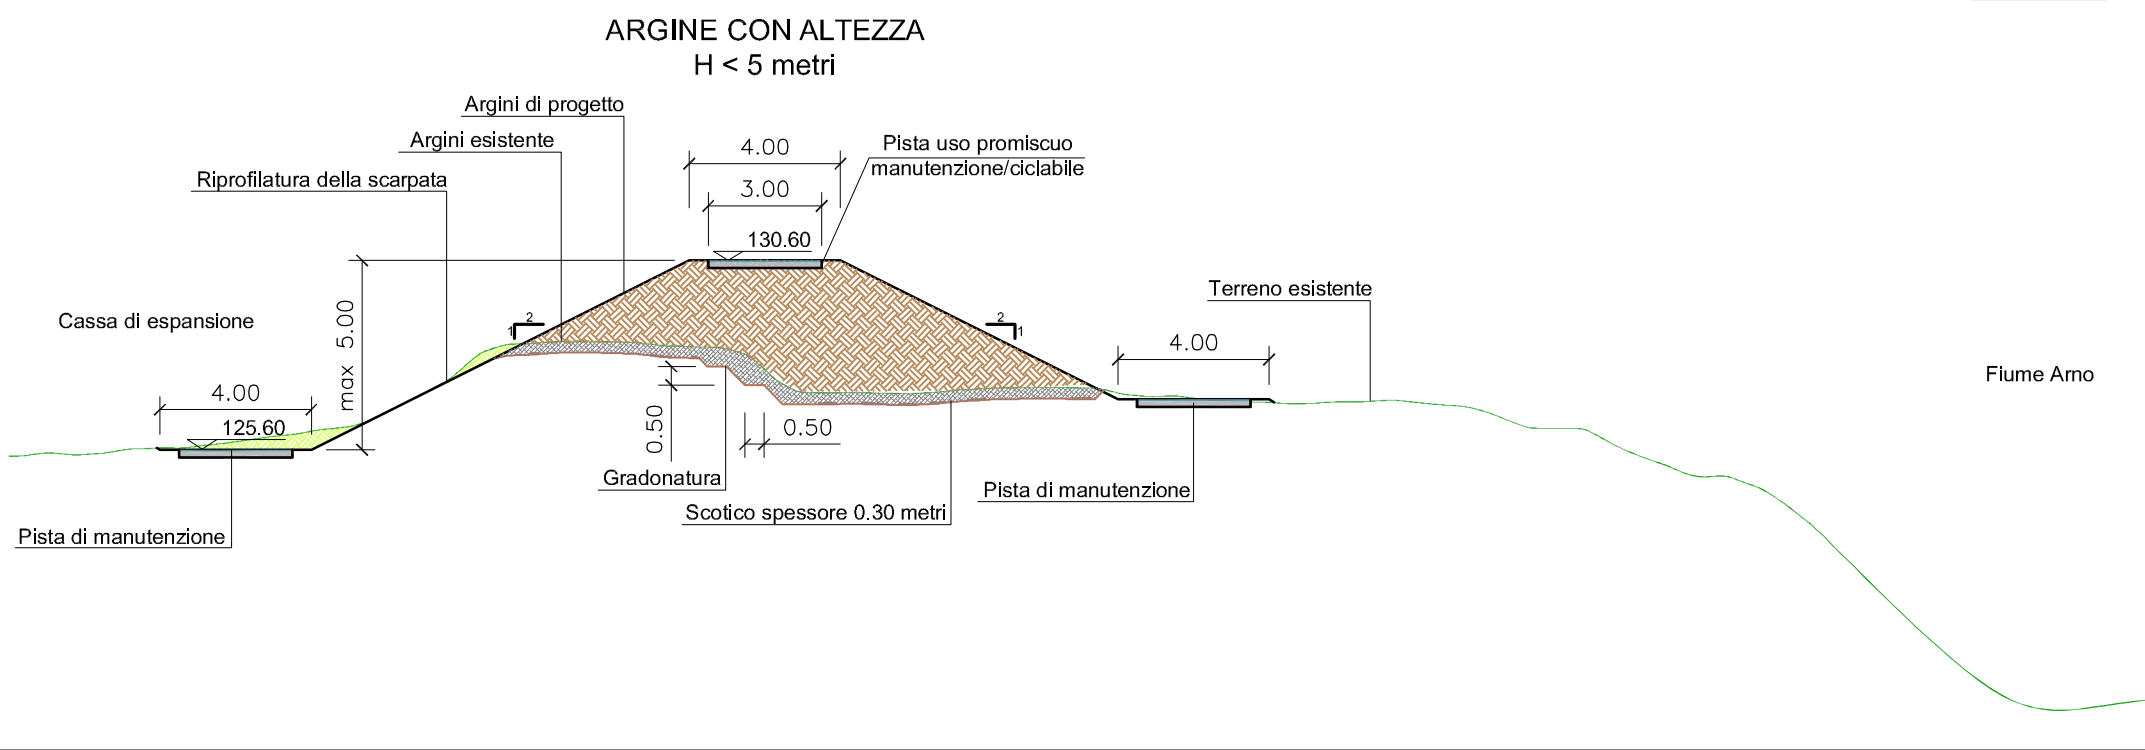 ARGINE CON ALTEZZA
H < 5 metri
Argini di progetto
Argini esistente
Riprofilatura della scarpata
4.00
3.00
Pista uso promiscuo
manutenzione/ciclabile
130.60
Cassa di espansione
max 5.00
1
2
2
1
Terreno esistente
4.00
Fiume Arno
4.00
125.60
0.50
0.50
Gradonatura
Scotico spessore 0.30 metri
Pista di manutenzione
Pista di manutenzione